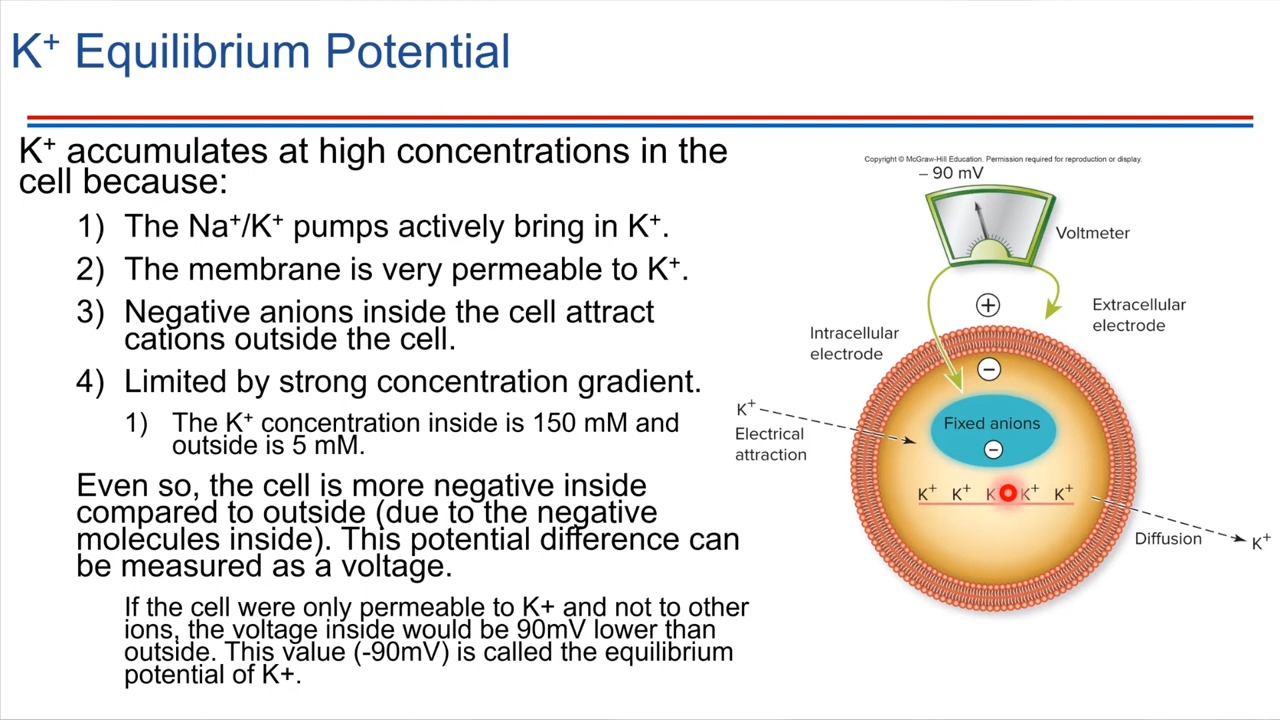 K⁺ Equilibrium Potential
K⁺ accumulates at high concentrations in the
cell because:
1) The Na⁺/K⁺ pumps actively bring in K⁺.
2) The membrane is very permeable to K⁺.
3) Negative anions inside the cell attract
cations outside the cell.
4) Limited by strong concentration gradient.
1) The K⁺ concentration inside is 150 mM and
outside is 5 mM.
Even so, the cell is more negative inside
compared to outside (due to the negative
molecules inside). This potential difference can
be measured as a voltage.
If the cell were only permeable to K+ and not to other
ions, the voltage inside would be 90mV lower than
outside. This value (-90mV) is called the equilibrium
potential of K+.
Copyright © McGraw-Hill Education. Permission required for reproduction or display.
– 90 mV
Voltmeter
+
Extracellular
electrode
Intracellular
electrode
−
K⁺
Electrical
attraction
Fixed anions
−
K⁺ K⁺ K K⁺ K⁺
Diffusion
K⁺